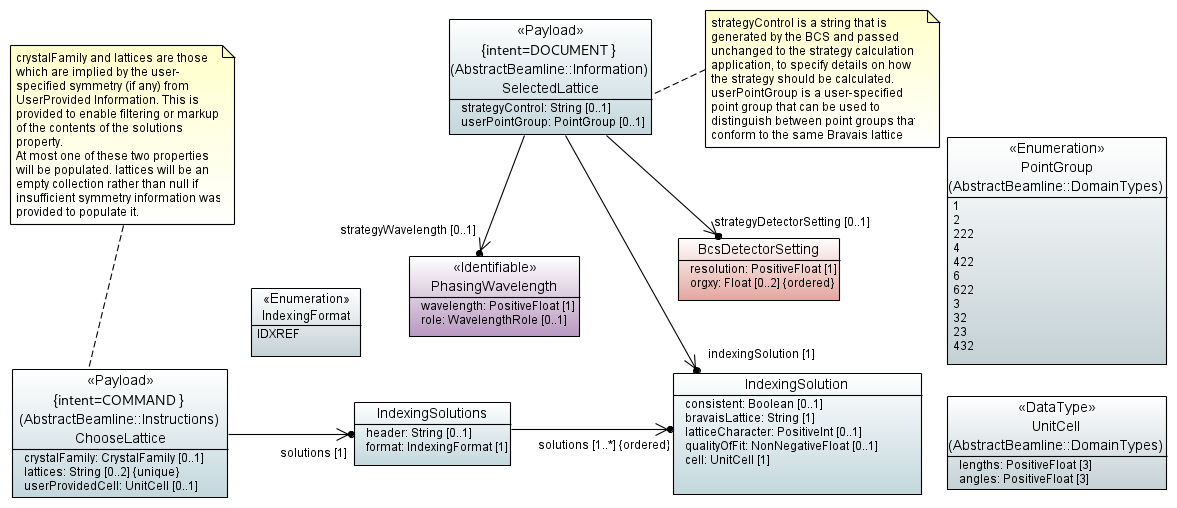 crystalFamily and lattices are those
which are implied by the user-
specified symmetry (if any) from
UserProvided Information. This is
provided to enable filtering or markup
of the contents of the solutions
property.
At most one of these two properties
will be populated. lattices will be an
empty collection rather than null if
insufficient symmetry information was
provided to populate it.
«Payload»
{intent=DOCUMENT }
(AbstractBeamline::Information)
SelectedLattice
strategyControl: String [0..1]
userPointGroup: PointGroup [0..1]
strategyControl is a string that is
generated by the BCS and passed
unchanged to the strategy calculation
application, to specify details on how
the strategy should be calculated.
userPointGroup is a user-specified
point group that can be used to
distinguish between point groups that
conform to the same Bravais lattice
«Enumeration»
PointGroup
(AbstractBeamline::DomainTypes)
1
2
222
4
422
6
622
3
32
23
432
strategyWavelength [0..1]
strategyDetectorSetting [0..1]
«Identifiable»
PhasingWavelength
wavelength: PositiveFloat [1]
role: WavelengthRole [0..1]
BcsDetectorSetting
resolution: PositiveFloat [1]
orgxy: Float [0..2] {ordered}
«Enumeration»
IndexingFormat
IDXREF
indexingSolution [1]
«Payload»
{intent=COMMAND }
(AbstractBeamline::Instructions)
ChooseLattice
crystalFamily: CrystalFamily [0..1]
lattices: String [0..2] {unique}
userProvidedCell: UnitCell [0..1]
solutions [1]
IndexingSolutions
header: String [0..1]
format: IndexingFormat [1]
solutions [1..*] {ordered}
IndexingSolution
consistent: Boolean [0..1]
bravaisLattice: String [1]
latticeCharacter: PositiveInt [0..1]
qualityOfFit: NonNegativeFloat [0..1]
cell: UnitCell [1]
«DataType»
UnitCell
(AbstractBeamline::DomainTypes)
lengths: PositiveFloat [3]
angles: PositiveFloat [3]